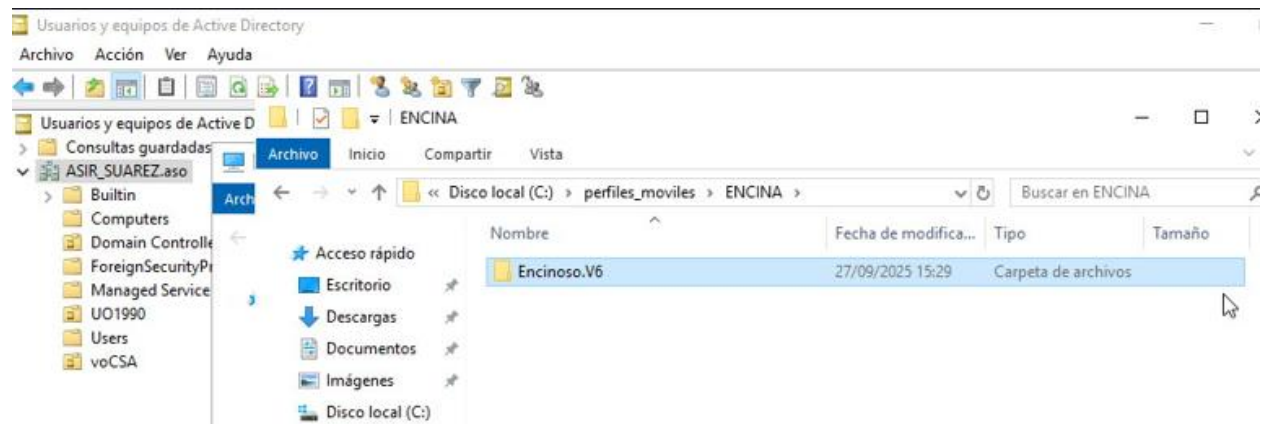 Usuarios y equipos de Active Directory
Archivo Acción Ver Ayuda
Usuarios y equipos de Active D
Consultas guardadas
ASIR_SUAREZ.aso
Builtin
Computers
Domain Controlle
ForeignSecurityPr
Managed Service
UO1990
Users
voCSA
Arch
ENCINA
Archivo Inicio Compartir Vista
« Disco local (C:) › perfiles_moviles › ENCINA ›
Buscar en ENCINA
Nombre Fecha de modifica... Tipo Tamaño
Acceso rápido
Escritorio
Descargas
Documentos
Imágenes
Disco local (C:)
Encinoso.V6 27/09/2025 15:29 Carpeta de archivos